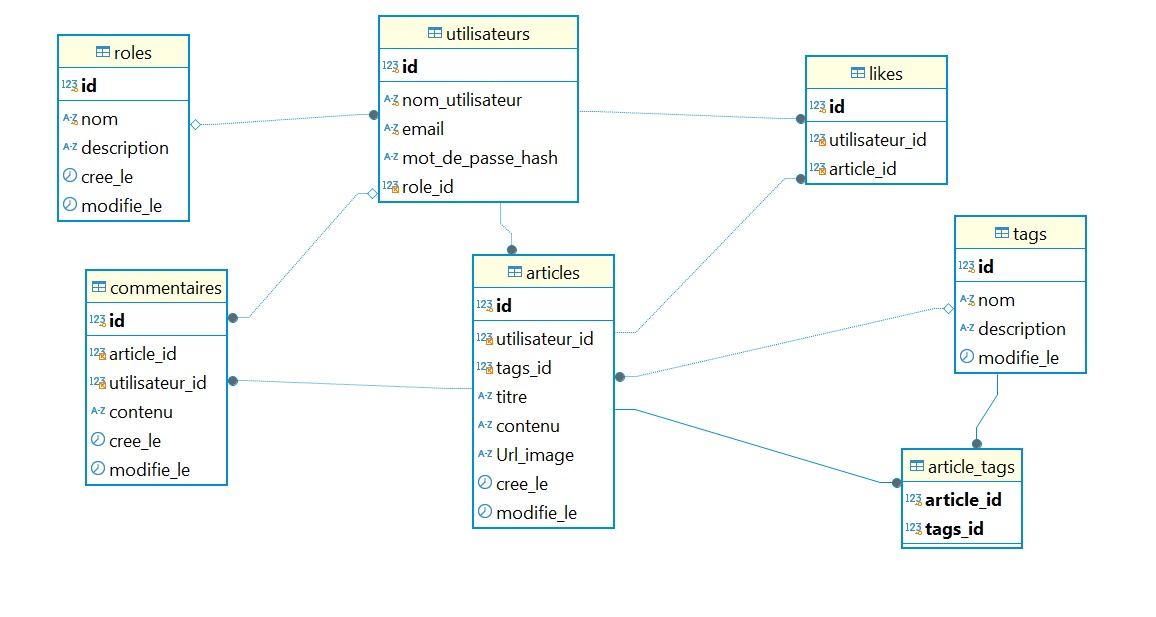 roles
123 id
A-Z nom
A-Z description
cree_le
modifie_le
utilisateurs
123 id
A-Z nom_utilisateur
A-Z email
A-Z mot_de_passe_hash
123 role_id
likes
123 id
123 utilisateur_id
123 article_id
commentaires
123 id
123 article_id
123 utilisateur_id
A-Z contenu
cree_le
modifie_le
articles
123 id
123 utilisateur_id
123 tags_id
A-Z titre
A-Z contenu
A-Z Url_image
cree_le
modifie_le
tags
123 id
A-Z nom
A-Z description
modifie_le
article_tags
123 article_id
123 tags_id